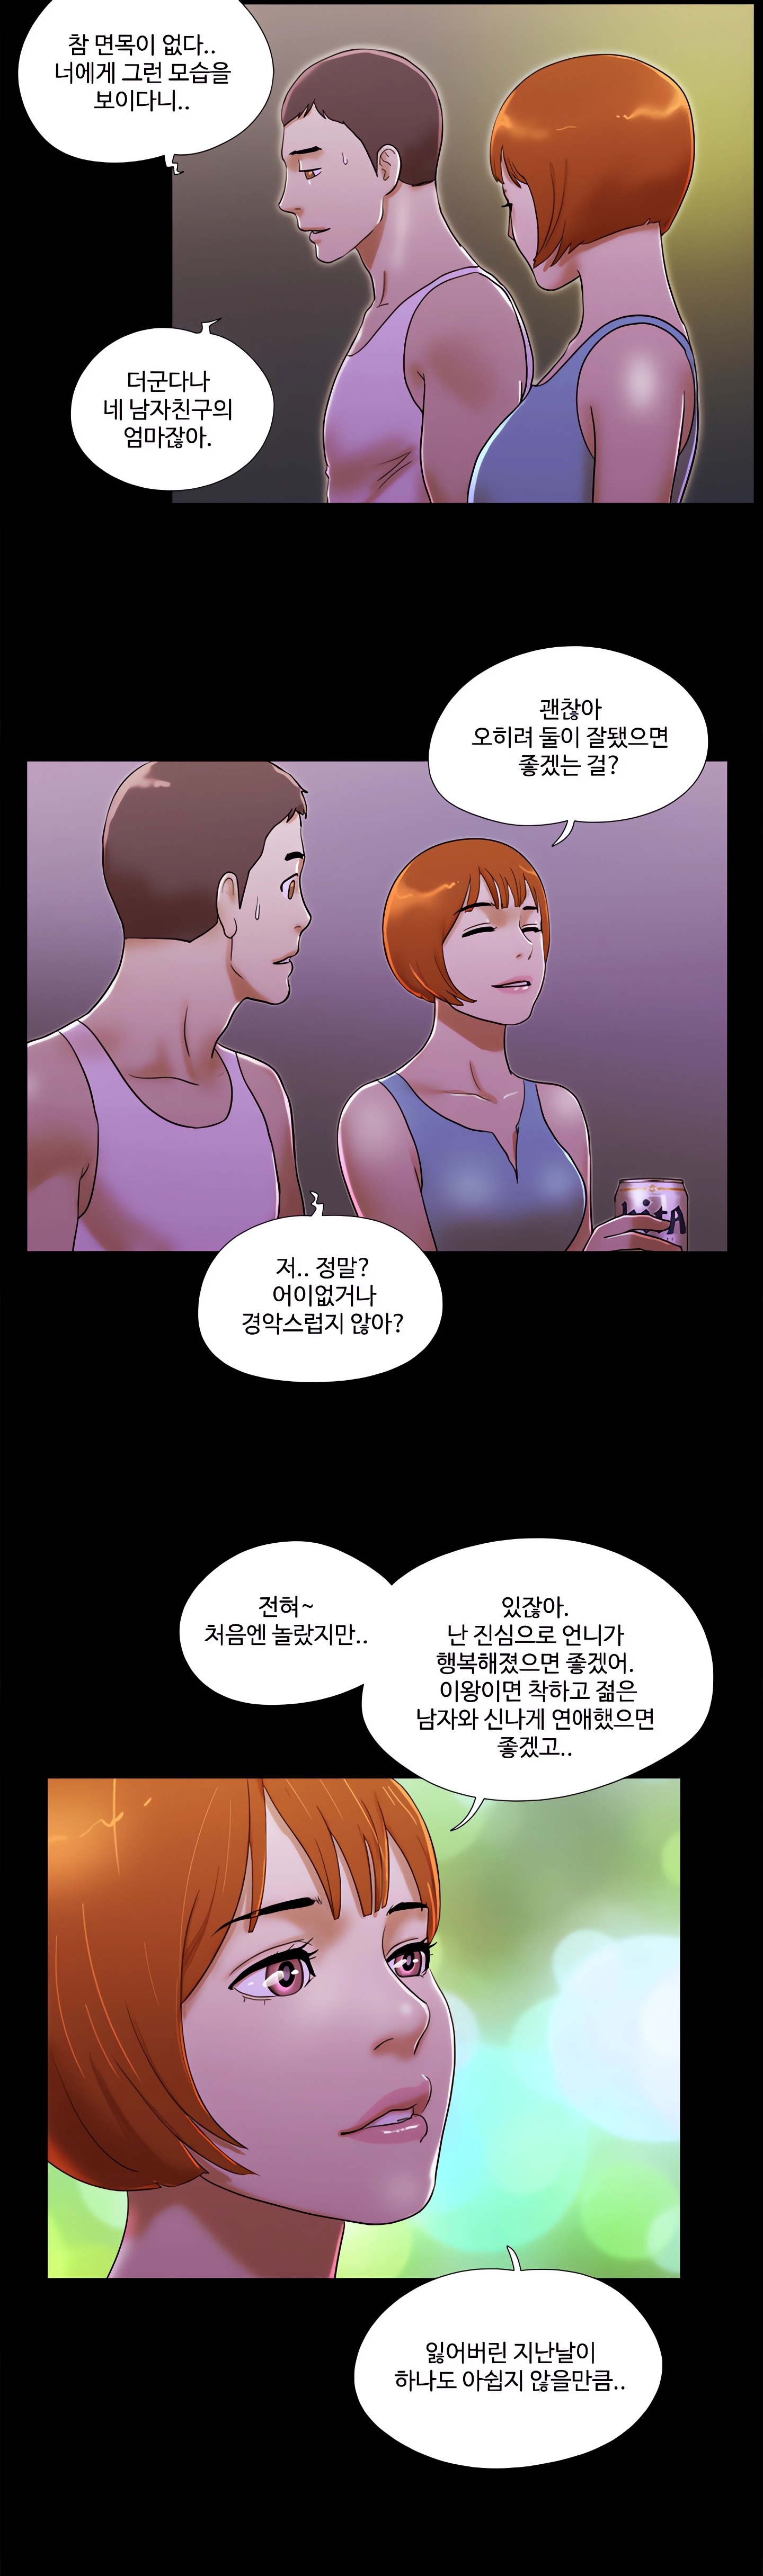 참 면목이 없다..
너에게 그런 모습을
보이다니..
더군다나
네 남자친구의
엄마잖아.
괜찮아
오히려 둘이 잘됐으면
좋겠는 걸?
저.. 정말?
어이없거나
경악스럽지 않아?
전혀~
처음엔 놀랐지만..
있잖아.
난 진심으로 언니가
행복해졌으면 좋겠어.
이왕이면 착하고 젊은
남자와 신나게 연애했으면
좋겠고..
잃어버린 지난날이
하나도 아쉽지 않을만큼..